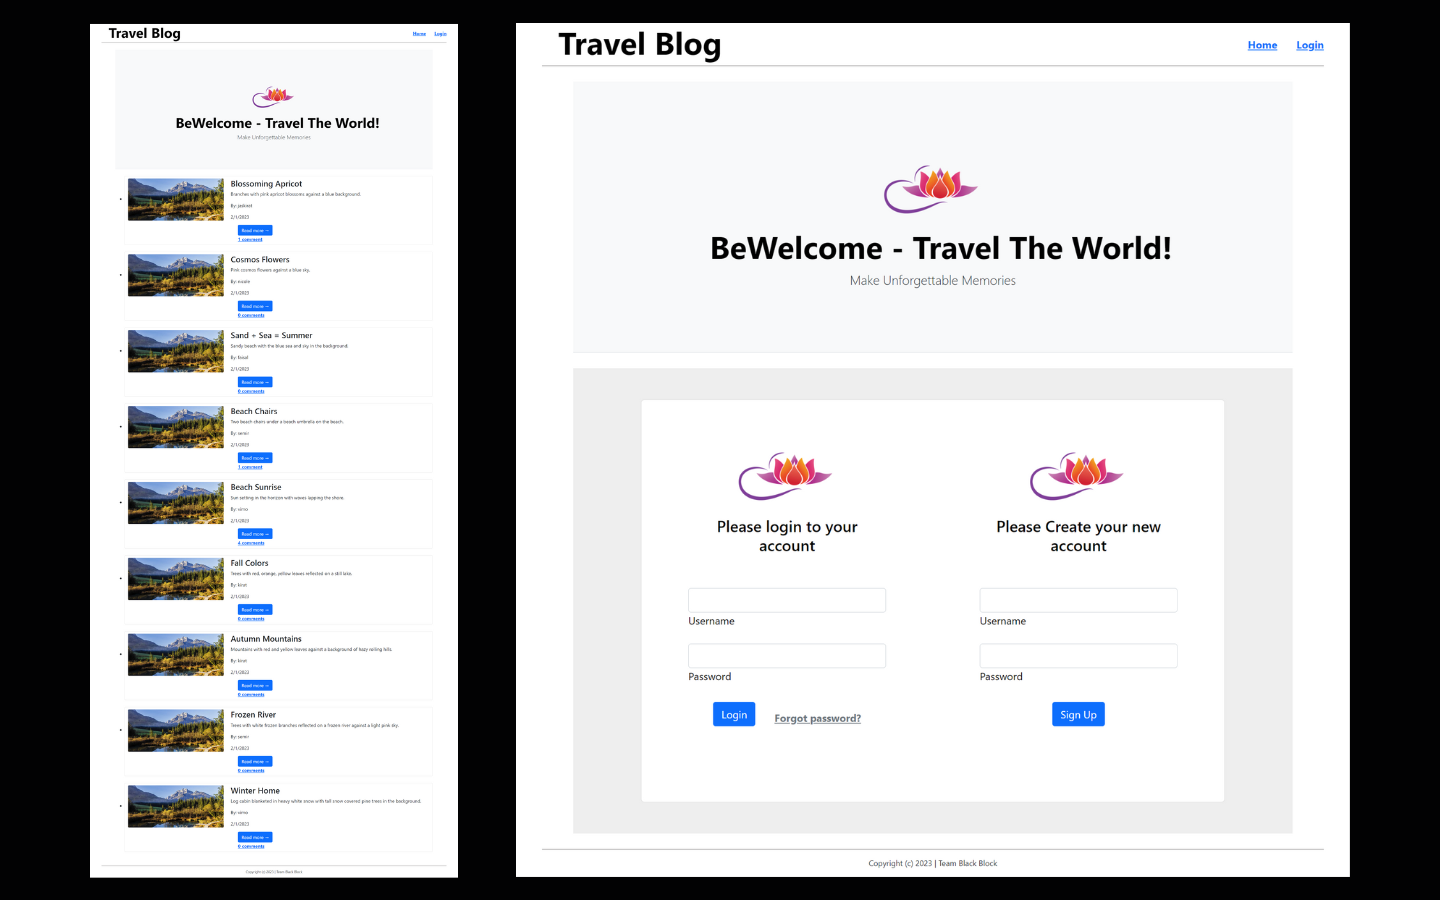 Travel Blog
Home Login
BeWelcome - Travel The World!
Make Unforgettable Memories
Blossoming Apricot
Branches with pink apricot blossoms against a blue background.
By: jaskirat
2/1/2023
Read more →
1 comment
Cosmos Flowers
Pink cosmos flowers against a blue sky.
By: nicole
2/1/2023
Read more →
0 comments
Sand + Sea = Summer
Sandy beach with the blue sea and sky in the background.
By: faisal
2/1/2023
Read more →
0 comments
Beach Chairs
Two beach chairs under a beach umbrella on the beach.
By: semir
2/1/2023
Read more →
1 comment
Beach Sunrise
Sun setting in the horizon with waves lapping the shore.
By: simo
2/1/2023
Read more →
4 comments
Fall Colors
Trees with red, orange, yellow leaves reflected on a still lake.
By: kiran
2/1/2023
Read more →
0 comments
Autumn Mountains
Mountains with red and yellow leaves against a background of hazy rolling hills.
By: kiran
2/1/2023
Read more →
0 comments
Frozen River
Trees with white frozen branches reflected on a frozen river against a light pink sky.
By: semir
2/1/2023
Read more →
0 comments
Winter Home
Log cabin blanketed in heavy white snow with tall snow covered pine trees in the background.
By: simo
2/1/2023
Read more →
0 comments
Copyright (c) 2023 | Team Black Block
Travel Blog
Home Login
BeWelcome - Travel The World!
Make Unforgettable Memories
Please login to your
account
Username
Password
Login Forgot password?
Please Create your new
account
Username
Password
Sign Up
Copyright (c) 2023 | Team Black Block